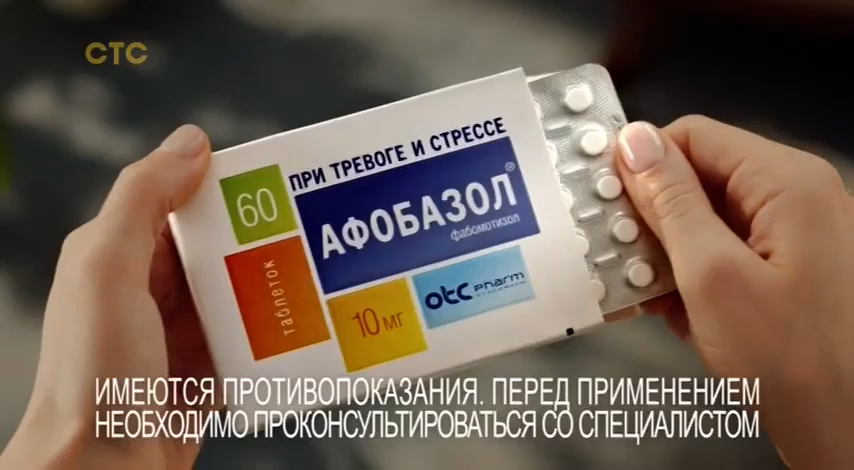 СТС
ПРИ ТРЕВОГЕ И СТРЕССЕ
60
АФОБАЗОЛ®
фабомотизол
таблеток
10 мг
otc Pharm
ИМЕЮТСЯ ПРОТИВОПОКАЗАНИЯ. ПЕРЕД ПРИМЕНЕНИЕМ
НЕОБХОДИМО ПРОКОНСУЛЬТИРОВАТЬСЯ СО СПЕЦИАЛИСТОМ